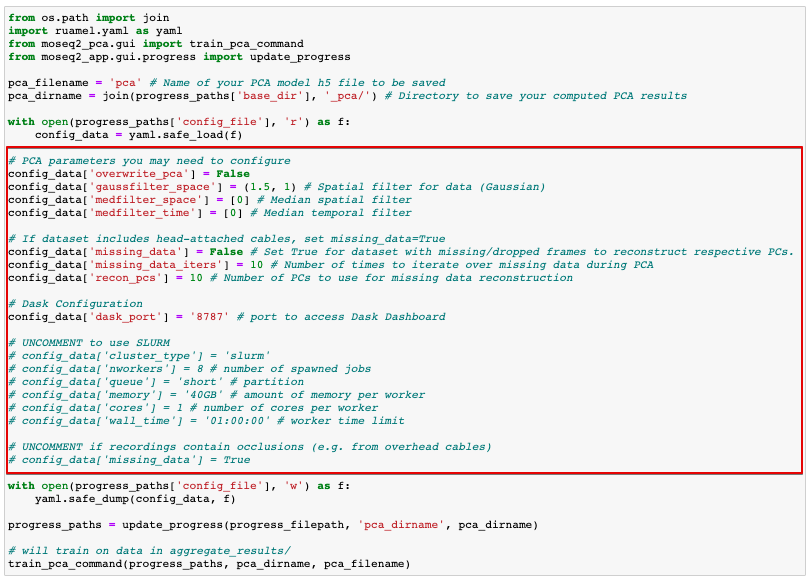 from os.path import join
import ruamel.yaml as yaml
from moseq2_pca.gui import train_pca_command
from moseq2_app.gui.progress import update_progress
pca_filename = 'pca' # Name of your PCA model h5 file to be saved
pca_dirname = join(progress_paths['base_dir'], '_pca/') # Directory to save your computed PCA results
with open(progress_paths['config_file'], 'r') as f:
    config_data = yaml.safe_load(f)
# PCA parameters you may need to configure
config_data['overwrite_pca'] = False
config_data['gaussfilter_space'] = (1.5, 1) # Spatial filter for data (Gaussian)
config_data['medfilter_space'] = [0] # Median spatial filter
config_data['medfilter_time'] = [0] # Median temporal filter
# If dataset includes head-attached cables, set missing_data=True
config_data['missing_data'] = False # Set True for dataset with missing/dropped frames to reconstruct respective PCs.
config_data['missing_data_iters'] = 10 # Number of times to iterate over missing data during PCA
config_data['recon_pcs'] = 10 # Number of PCs to use for missing data reconstruction
# Dask Configuration
config_data['dask_port'] = '8787' # port to access Dask Dashboard
# UNCOMMENT to use SLURM
# config_data['cluster_type'] = 'slurm'
# config_data['nworkers'] = 8 # number of spawned jobs
# config_data['queue'] = 'short' # partition
# config_data['memory'] = '40GB' # amount of memory per worker
# config_data['cores'] = 1 # number of cores per worker
# config_data['wall_time'] = '01:00:00' # worker time limit
# UNCOMMENT if recordings contain occlusions (e.g. from overhead cables)
# config_data['missing_data'] = True
with open(progress_paths['config_file'], 'w') as f:
    yaml.safe_dump(config_data, f)
progress_paths = update_progress(progress_filepath, 'pca_dirname', pca_dirname)
# will train on data in aggregate_results/
train_pca_command(progress_paths, pca_dirname, pca_filename)